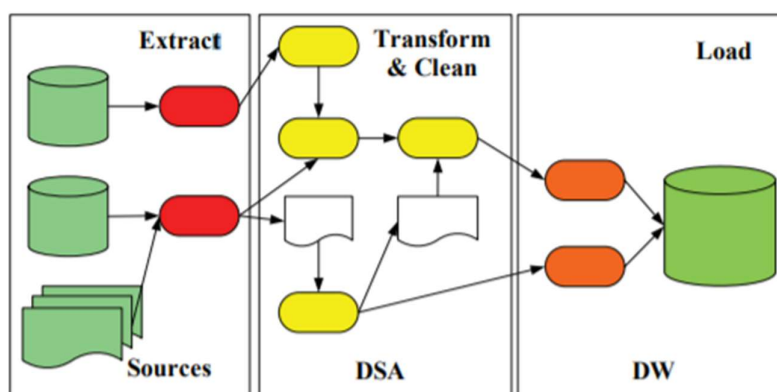 Extract
Transform
& Clean
Load
Sources
DSA
DW